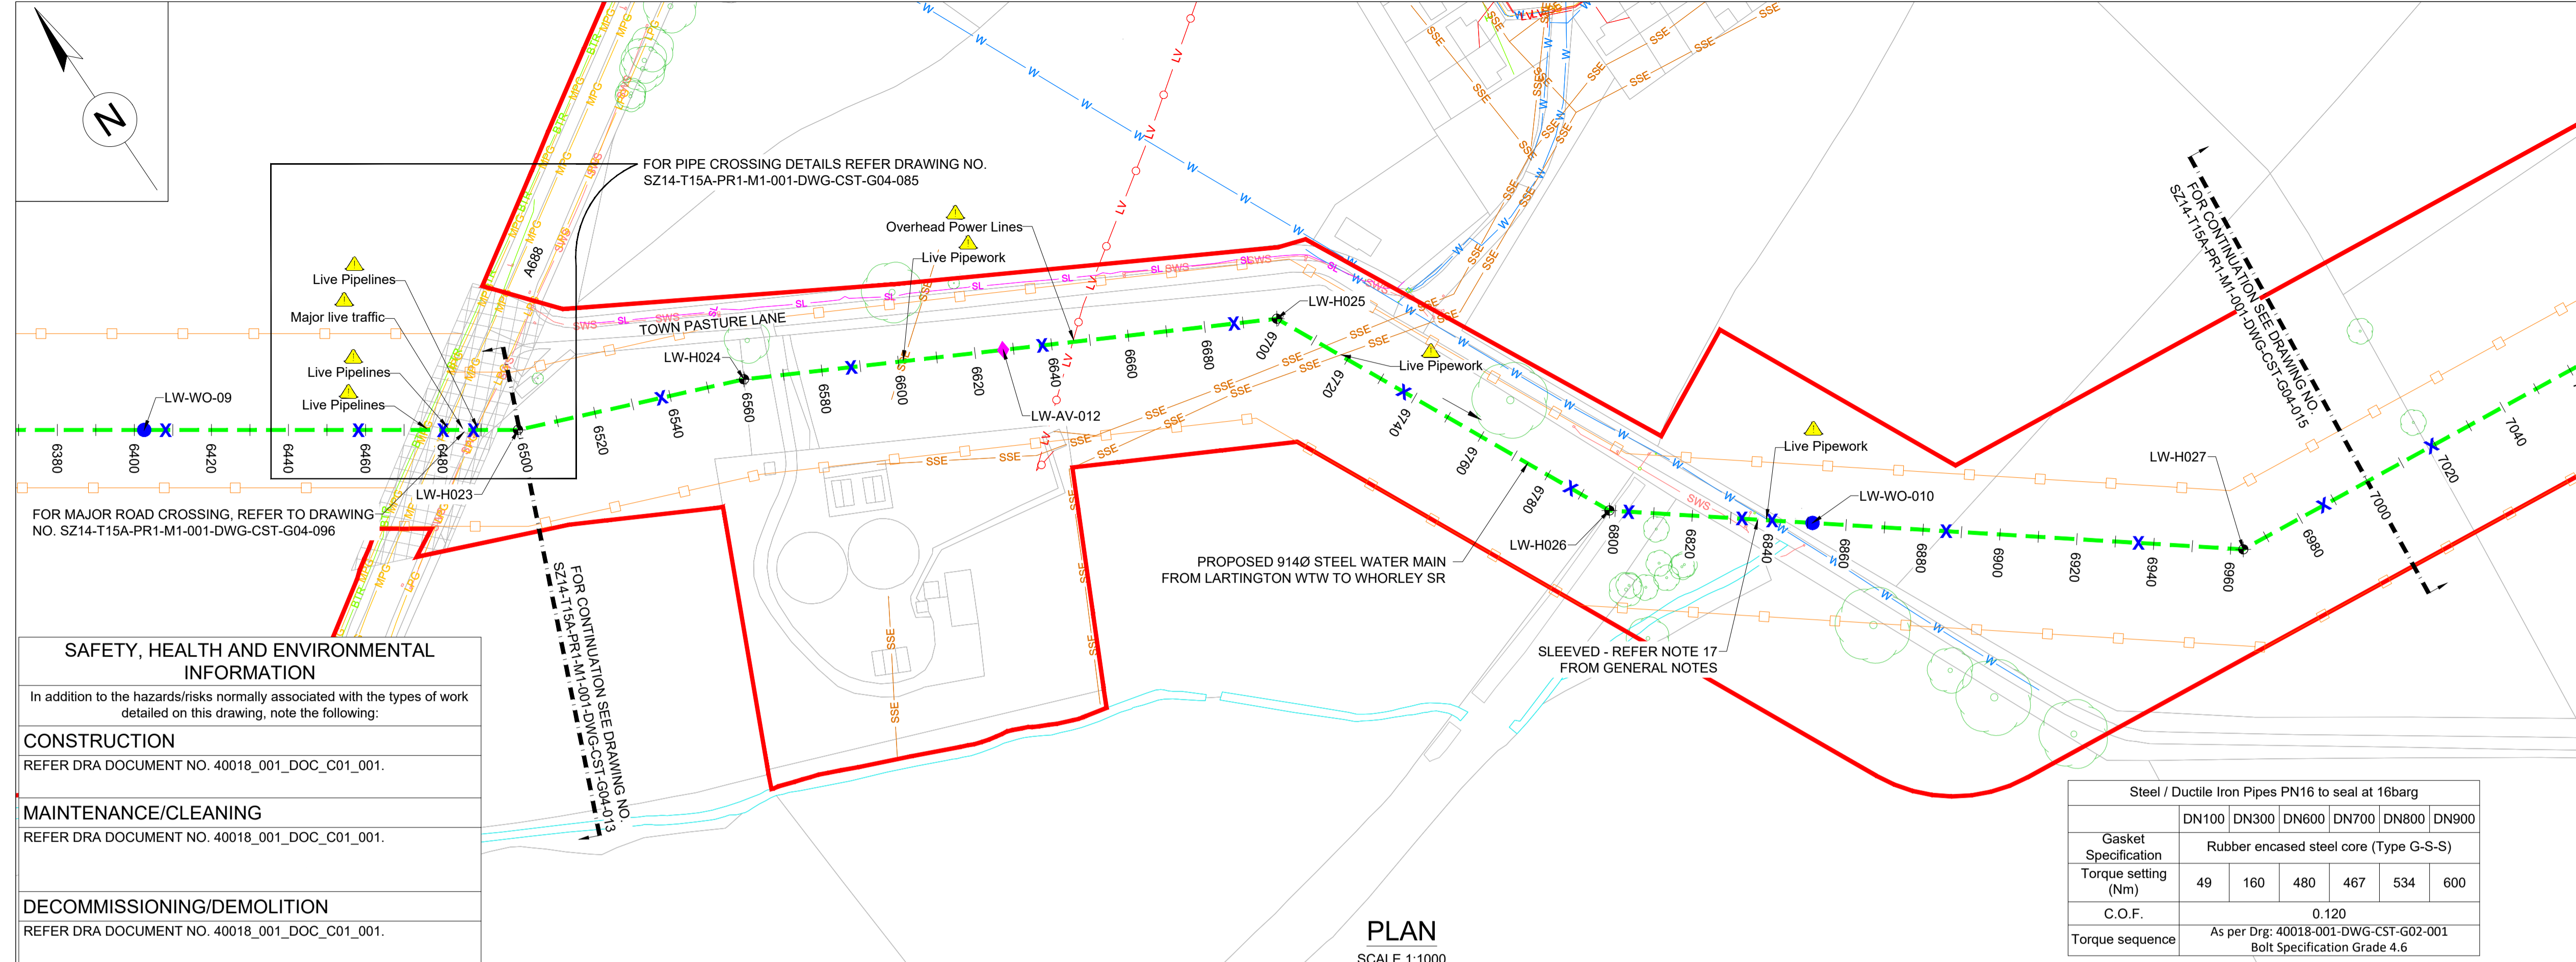 N
FOR PIPE CROSSING DETAILS REFER DRAWING NO.
SZ14-T15A-PR1-M1-001-DWG-CST-G04-085
A688
Overhead Power Lines
Live Pipework
Live Pipelines
Major live traffic
Live Pipelines
Live Pipelines
TOWN PASTURE LANE
LW-WO-09
LW-H023
LW-H024
LW-AV-012
LW-H025
Live Pipework
LW-H026
Live Pipework
LW-WO-010
LW-H027
6380
6400
6420
6440
6460
6480
6500
6520
6540
6560
6580
6600
6620
6640
6660
6680
6700
6720
6740
6760
6780
6800
6820
6840
6860
6880
6900
6920
6940
6960
6980
7000
7020
7040
MPG
BTR
LPG
SWS
SSE
SL
LV
W
FOR MAJOR ROAD CROSSING, REFER TO DRAWING
NO. SZ14-T15A-PR1-M1-001-DWG-CST-G04-096
FOR CONTINUATION SEE DRAWING NO.
SZ14-T15A-PR1-M1-001-DWG-CST-G04-013
FOR CONTINUATION SEE DRAWING NO.
SZ14-T15A-PR1-M1-001-DWG-CST-G04-015
PROPOSED 914Ø STEEL WATER MAIN
FROM LARTINGTON WTW TO WHORLEY SR
SLEEVED - REFER NOTE 17
FROM GENERAL NOTES
SAFETY, HEALTH AND ENVIRONMENTAL
INFORMATION
In addition to the hazards/risks normally associated with the types of work
detailed on this drawing, note the following:
CONSTRUCTION
REFER DRA DOCUMENT NO. 40018_001_DOC_C01_001.
MAINTENANCE/CLEANING
REFER DRA DOCUMENT NO. 40018_001_DOC_C01_001.
DECOMMISSIONING/DEMOLITION
REFER DRA DOCUMENT NO. 40018_001_DOC_C01_001.
PLAN
SCALE 1:1000
Steel / Ductile Iron Pipes PN16 to seal at 16barg
DN100 DN300 DN600 DN700 DN800 DN900
Gasket
Specification
Rubber encased steel core (Type G-S-S)
Torque setting
(Nm)
49 160 480 467 534 600
C.O.F. 0.120
Torque sequence
As per Drg: 40018-001-DWG-CST-G02-001
Bolt Specification Grade 4.6